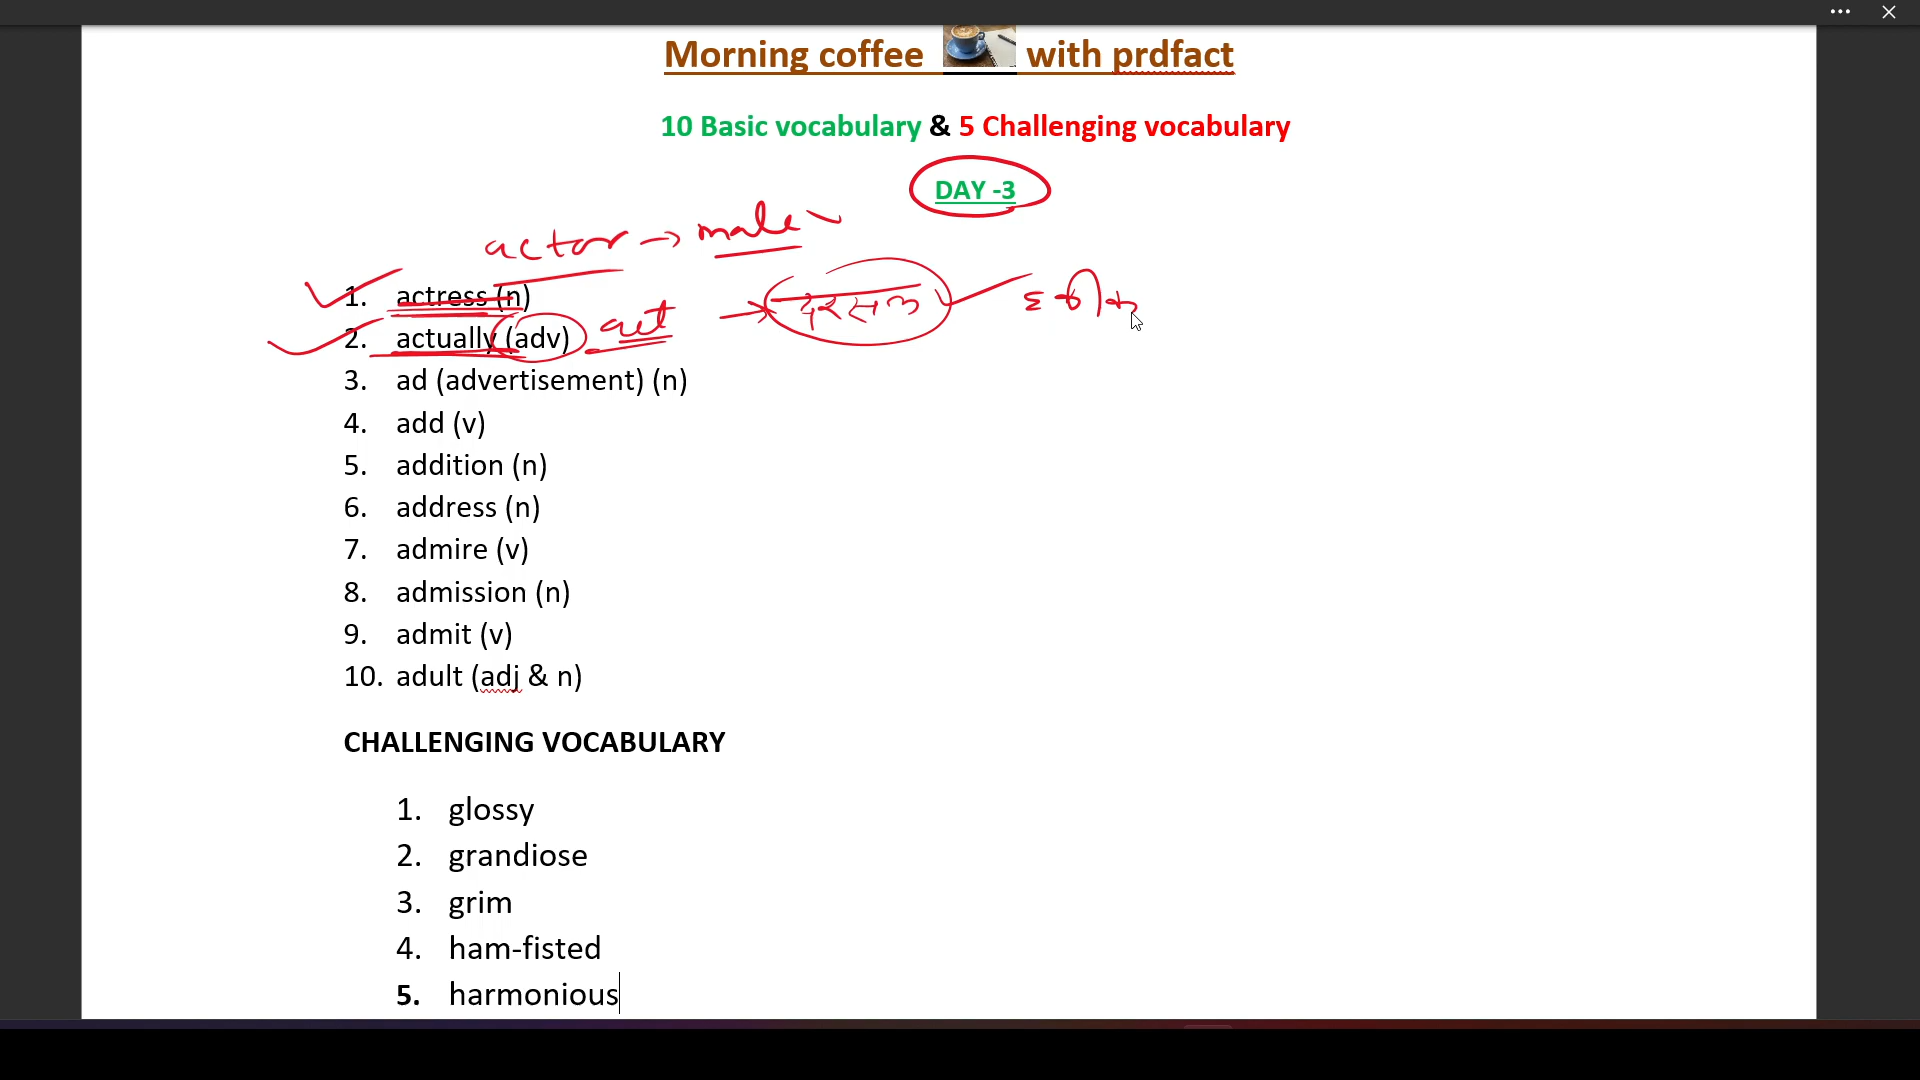 Morning coffee with prdfact
10 Basic vocabulary & 5 Challenging vocabulary
DAY -3
actor → male
1. actress (n)
2. actually (adv) act →
3. ad (advertisement) (n)
4. add (v)
5. addition (n)
6. address (n)
7. admire (v)
8. admission (n)
9. admit (v)
10. adult (adj & n)
CHALLENGING VOCABULARY
1. glossy
2. grandiose
3. grim
4. ham-fisted
5. harmonious